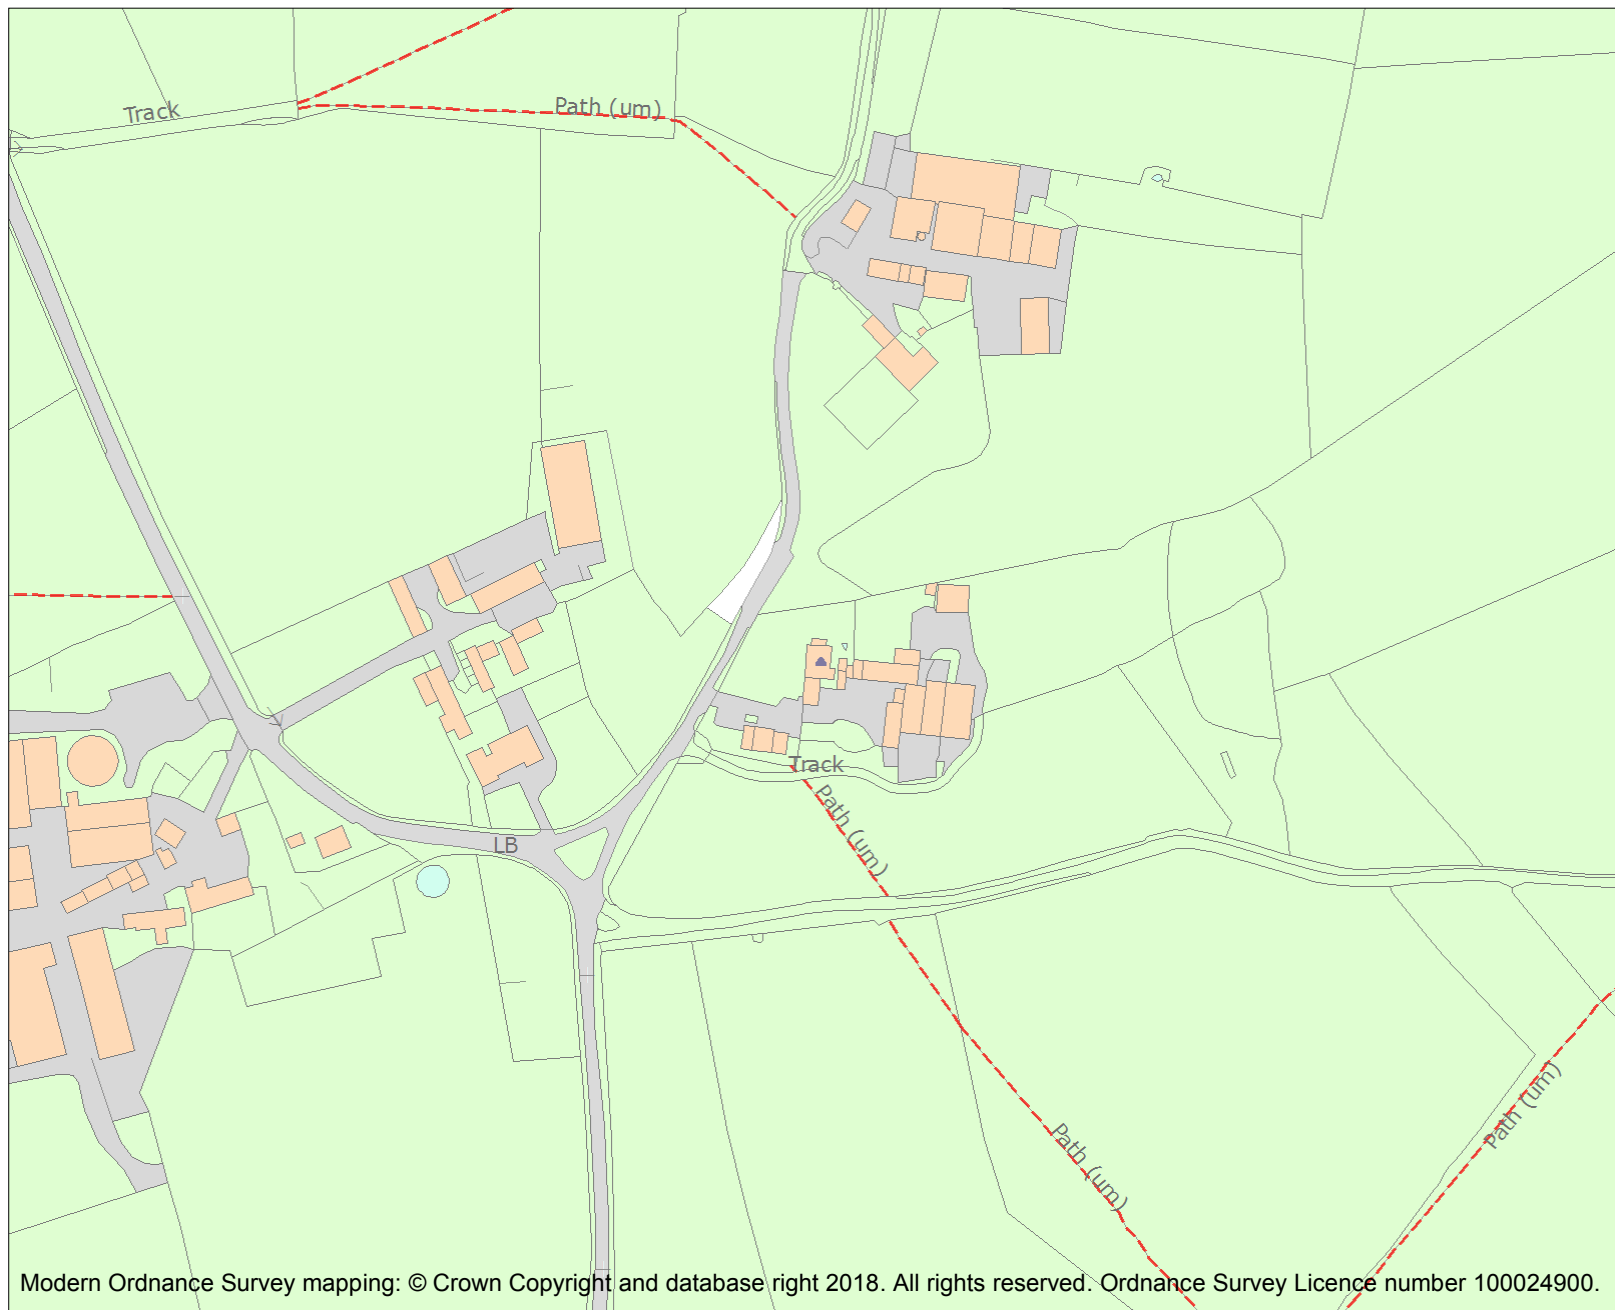 Track
Path (um)
Track
Path (um)
LB
Path (um)
Path (um)
Modern Ordnance Survey mapping: © Crown Copyright and database right 2018. All rights reserved. Ordnance Survey Licence number 100024900.